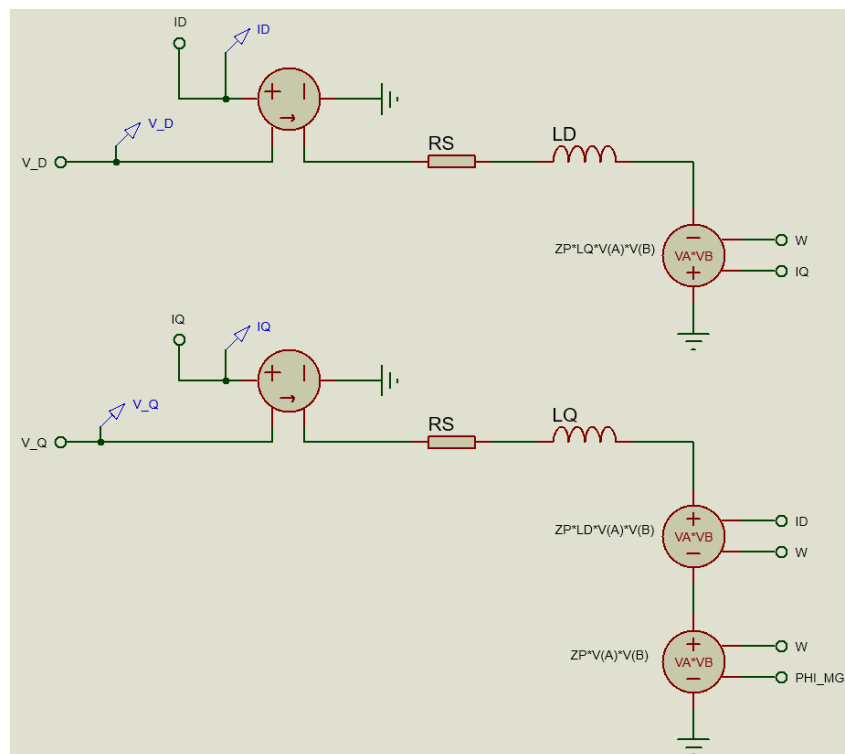 ID
ID
V_D
V_D
RS
LD
ZP*LQ*V(A)*V(B)
VA*VB
W
IQ
IQ
IQ
V_Q
V_Q
RS
LQ
ZP*LD*V(A)*V(B)
VA*VB
ID
W
ZP*V(A)*V(B)
VA*VB
W
PHI_MG